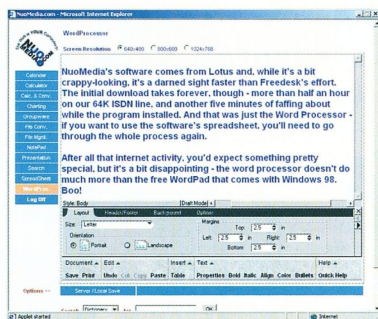 NuoMedia.com - Microsoft Internet Explorer
WordProcessor
Screen Resolution 640x480 800x600 1024x768
NUO
Calendar
Calculator
Calc. & Conv.
Charting
Groupware
File Conv.
File Mgmt.
NotePad
Presentation
Search
SpreadSheet
WordProc.
Log Off
Options
NuoMedia's software comes from Lotus and, while it's a bit
crappy-looking, it's a darned sight faster than Freedesk's effort.
The initial download takes forever, though - more than half an hour
on our 64K ISDN line, and another five minutes of faffing about
while the program installed. And that was just the Word Processor -
if you want to use the software's spreadsheet, you'll need to go
through the whole process again.
After all that internet activity, you'd expect something pretty
special, but it's a bit disappointing - the word processor doesn't do
much more than the free WordPad that comes with Windows 98.
Boo!
Style: Body [Draft Mode]
Layout Header/Footer Background Options
Size: Letter
Orientation
Portrait Landscape
Margins
Top: 2.5 in
Left: 2.5 in Right: 2.5 in
Bottom: 2.5 in
Document Edit Insert Text Help
Save Print Undo Cut Copy Paste Table Properties Bold Italic Align Color Bullets Quick Help
Server / Local Save
Search Dictionary for OK
Applet started Internet